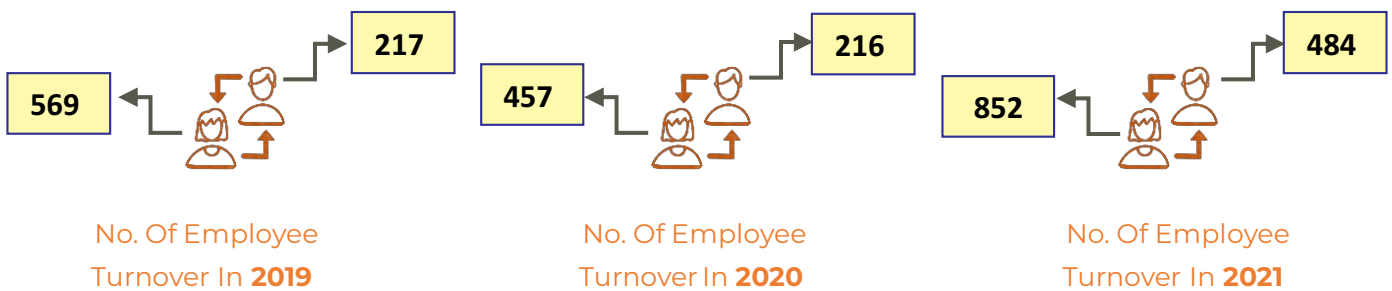 569
217
No. Of Employee
Turnover In 2019
457
216
No. Of Employee
Turnover In 2020
852
484
No. Of Employee
Turnover In 2021